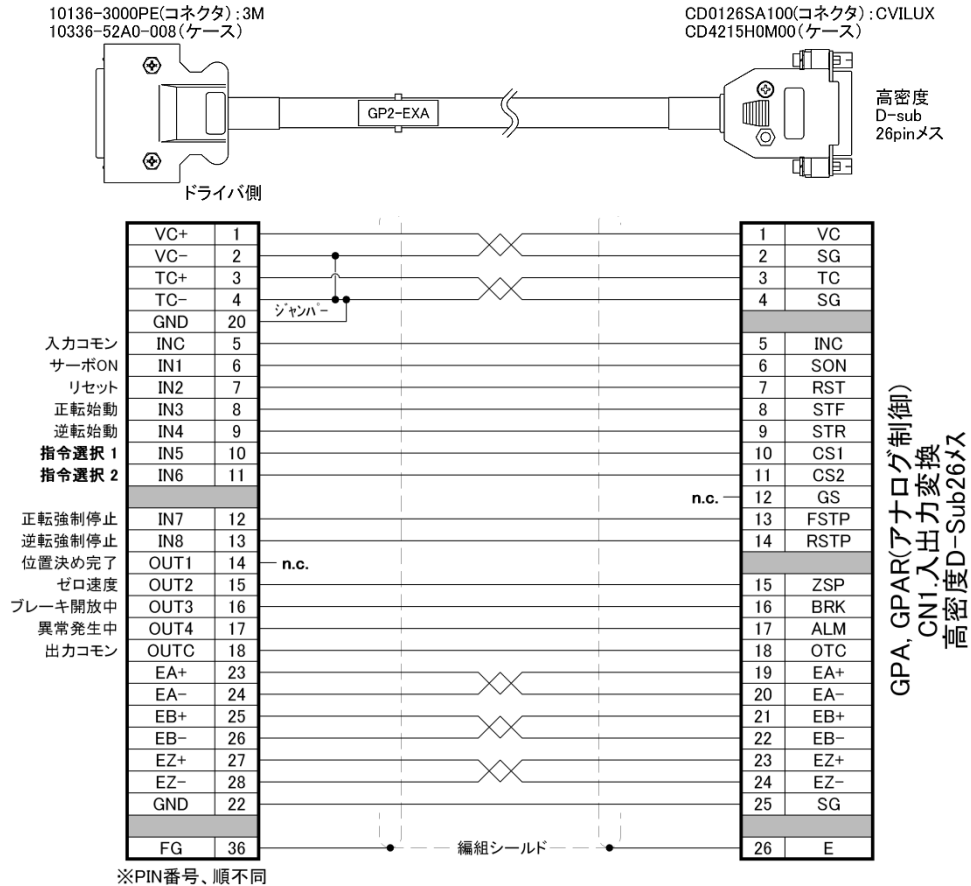 10136-3000PE(コネクタ):3M
10336-52A0-008(ケース)
CD0126SA100(コネクタ):CVILUX
CD4215H0M00(ケース)
GP2-EXA
高密度
D-sub
26pinメス
ドライバ側
VC+ 1 1 VC
VC- 2 2 SG
TC+ 3 3 TC
TC- 4 4 SG
ジャンパー
GND 20
入力コモン INC 5 5 INC
サーボON IN1 6 6 SON
リセット IN2 7 7 RST
正転始動 IN3 8 8 STF
逆転始動 IN4 9 9 STR
指令選択 1 IN5 10 10 CS1
指令選択 2 IN6 11 11 CS2
n.c. 12 GS
正転強制停止 IN7 12 13 FSTP
逆転強制停止 IN8 13 14 RSTP
位置決め完了 OUT1 14 n.c.
ゼロ速度 OUT2 15 15 ZSP
ブレーキ開放中 OUT3 16 16 BRK
異常発生中 OUT4 17 17 ALM
出力コモン OUTC 18 18 OTC
EA+ 23 19 EA+
EA- 24 20 EA-
EB+ 25 21 EB+
EB- 26 22 EB-
EZ+ 27 23 EZ+
EZ- 28 24 EZ-
GND 22 25 SG
FG 36 編組シールド 26 E
※PIN番号、順不同
GPA, GPAR(アナログ制御)
CN1.入出力変換
高密度D-Sub26メス